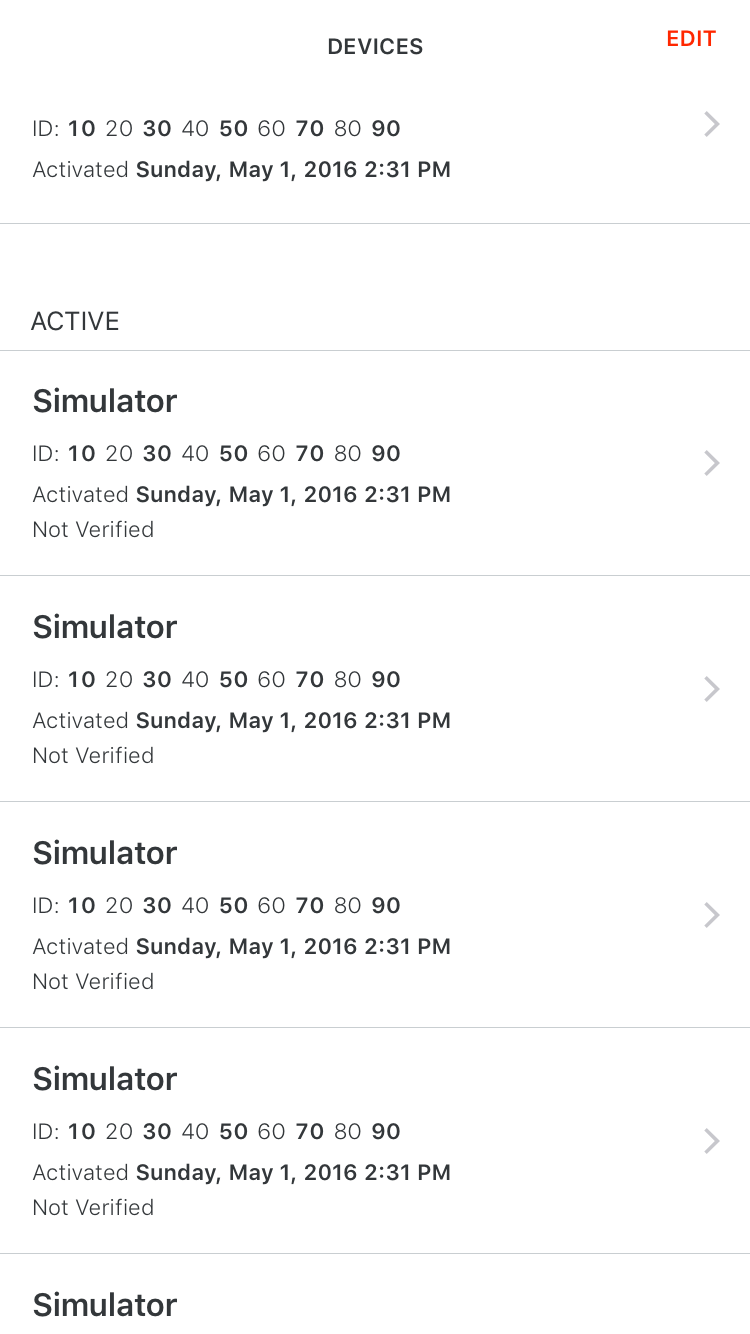 DEVICES
EDIT
ID: 10 20 30 40 50 60 70 80 90
Activated Sunday, May 1, 2016 2:31 PM
ACTIVE
Simulator
ID: 10 20 30 40 50 60 70 80 90
Activated Sunday, May 1, 2016 2:31 PM
Not Verified
Simulator
ID: 10 20 30 40 50 60 70 80 90
Activated Sunday, May 1, 2016 2:31 PM
Not Verified
Simulator
ID: 10 20 30 40 50 60 70 80 90
Activated Sunday, May 1, 2016 2:31 PM
Not Verified
Simulator
ID: 10 20 30 40 50 60 70 80 90
Activated Sunday, May 1, 2016 2:31 PM
Not Verified
Simulator